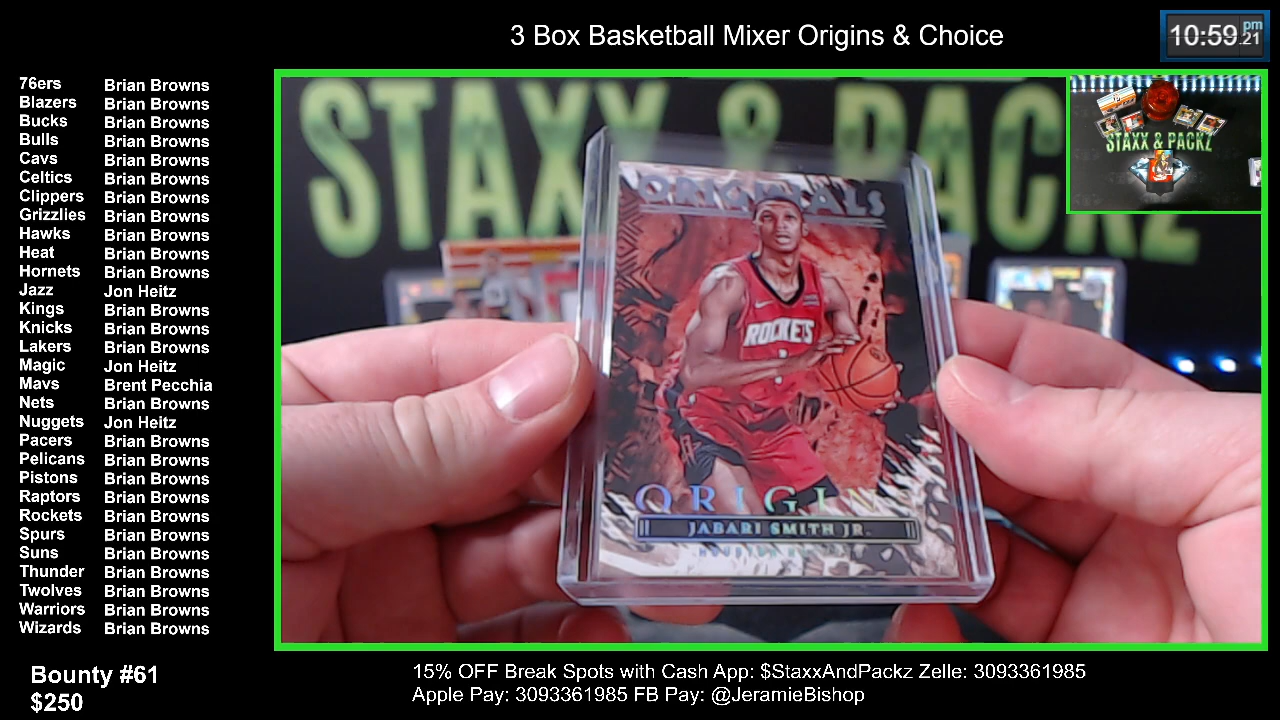 3 Box Basketball Mixer Origins & Choice
10:59.21 pm
76ers Brian Browns
Blazers Brian Browns
Bucks Brian Browns
Bulls Brian Browns
Cavs Brian Browns
Celtics Brian Browns
Clippers Brian Browns
Grizzlies Brian Browns
Hawks Brian Browns
Heat Brian Browns
Hornets Brian Browns
Jazz Jon Heitz
Kings Brian Browns
Knicks Brian Browns
Lakers Brian Browns
Magic Jon Heitz
Mavs Brent Pecchia
Nets Brian Browns
Nuggets Jon Heitz
Pacers Brian Browns
Pelicans Brian Browns
Pistons Brian Browns
Raptors Brian Browns
Rockets Brian Browns
Spurs Brian Browns
Suns Brian Browns
Thunder Brian Browns
Twolves Brian Browns
Warriors Brian Browns
Wizards Brian Browns
Bounty #61
$250
STAXX & PACKZ
ORIGINALS
ROCKETS
1
ORIGINS
JABARI SMITH JR.
STAXX & PACKZ
15% OFF Break Spots with Cash App: $StaxxAndPackz Zelle: 3093361985
Apple Pay: 3093361985 FB Pay: @JeramieBishop